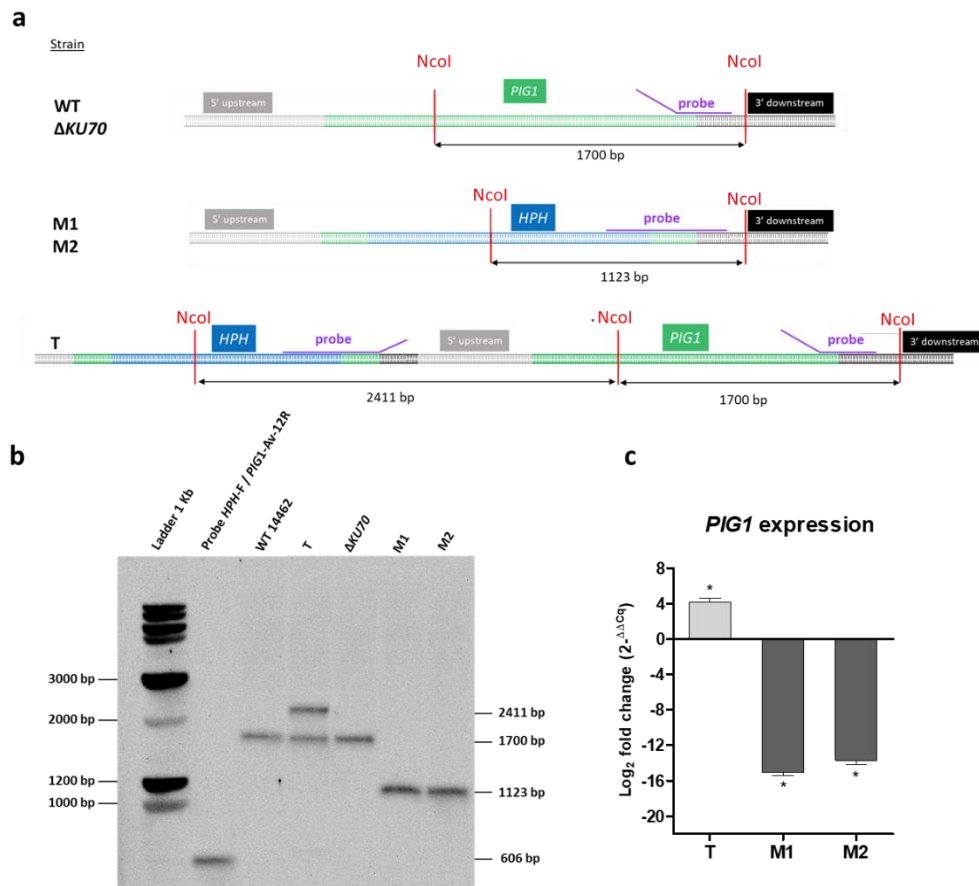 a
Strain
WT
ΔKU70
NcoI
NcoI
5' upstream
PIG1
probe
3' downstream
1700 bp
M1
M2
NcoI
NcoI
5' upstream
HPH
probe
3' downstream
1123 bp
T
NcoI
HPH
probe
5' upstream
NcoI
PIG1
probe
NcoI
3' downstream
2411 bp
1700 bp
b
Ladder 1 Kb
Probe HPH-F / PIG1-Av-12R
WT 14462
T
ΔKU70
M1
M2
3000 bp
2000 bp
1200 bp
1000 bp
2411 bp
1700 bp
1123 bp
606 bp
c
PIG1 expression
Log2 fold change (2-ΔΔCq)
8
4
0
-4
-8
-12
-16
-20
*
*
*
T
M1
M2